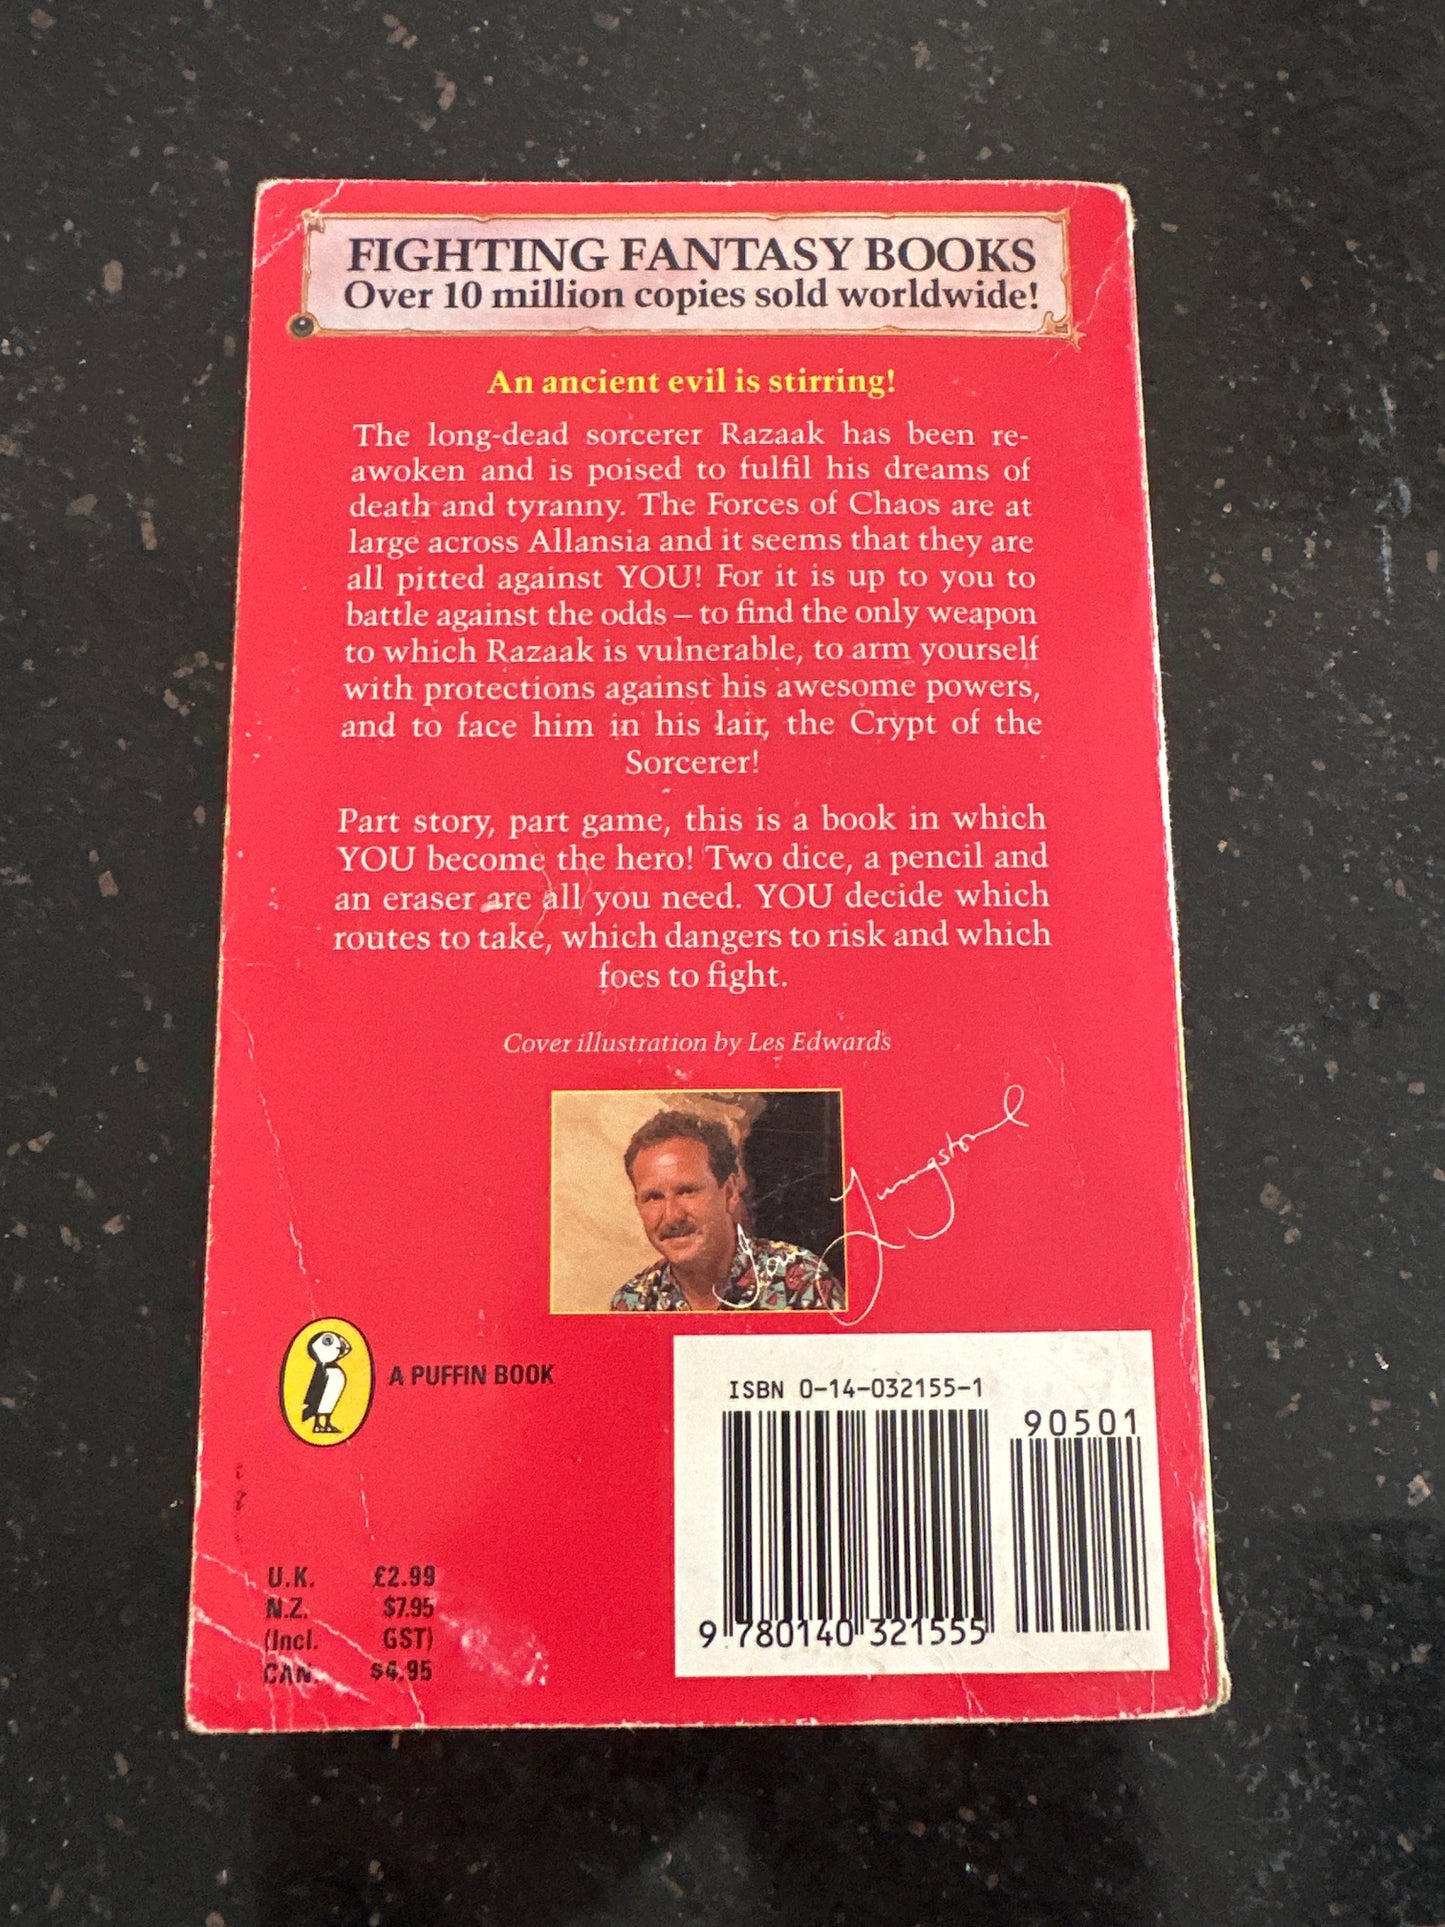 FIGHTING FANTASY BOOKS
Over 10 million copies sold worldwide!
An ancient evil is stirring!
The long-dead sorcerer Razaak has been re-
awoken and is poised to fulfil his dreams of
death and tyranny. The Forces of Chaos are at
large across Allansia and it seems that they are
all pitted against YOU! For it is up to you to
battle against the odds – to find the only weapon
to which Razaak is vulnerable, to arm yourself
with protections against his awesome powers,
and to face him in his lair, the Crypt of the
Sorcerer!
Part story, part game, this is a book in which
YOU become the hero! Two dice, a pencil and
an eraser are all you need. YOU decide which
routes to take, which dangers to risk and which
foes to fight.
Cover illustration by Les Edwards
Ian Livingstone
A PUFFIN BOOK
ISBN 0-14-032155-1
90501
9 780140 321555
U.K. £2.99
N.Z. $7.95
(Incl. GST)
CAN. $4.95